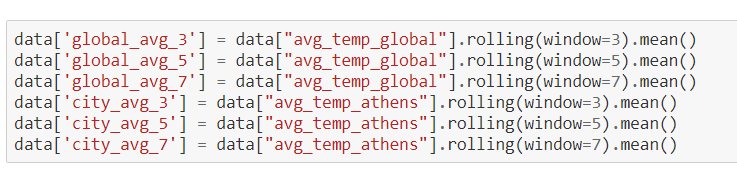 data['global_avg_3'] = data["avg_temp_global"].rolling(window=3).mean()
data['global_avg_5'] = data["avg_temp_global"].rolling(window=5).mean()
data['global_avg_7'] = data["avg_temp_global"].rolling(window=7).mean()
data['city_avg_3'] = data["avg_temp_athens"].rolling(window=3).mean()
data['city_avg_5'] = data["avg_temp_athens"].rolling(window=5).mean()
data['city_avg_7'] = data["avg_temp_athens"].rolling(window=7).mean()